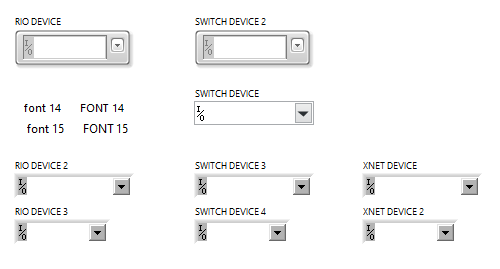 RIO DEVICE SWITCH DEVICE 2
I/O I/O
SWITCH DEVICE
font 14 FONT 14 I/O
font 15 FONT 15
RIO DEVICE 2 SWITCH DEVICE 3 XNET DEVICE
I/O I/O I/O
RIO DEVICE 3 SWITCH DEVICE 4 XNET DEVICE 2
I/O I/O I/O